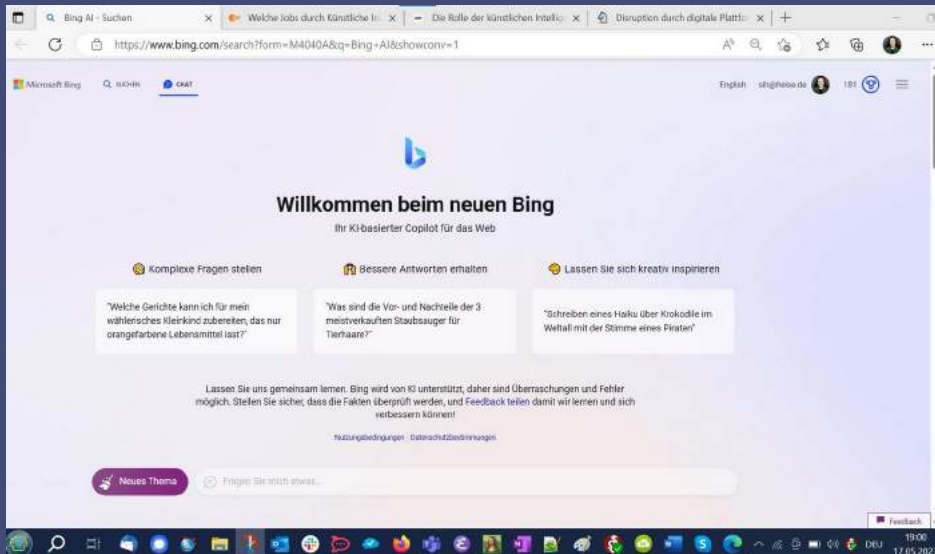 Bing AI - Suchen
Welche Jobs durch Künstliche In
Die Rolle der künstlichen Intellig
Disruption durch digitale Plattfo
https://www.bing.com/search?form=M4040A&q=Bing+AI&showconv=1
Microsoft Bing
SUCHEN
CHAT
English
181
Willkommen beim neuen Bing
Ihr KI-basierter Copilot für das Web
Komplexe Fragen stellen
Bessere Antworten erhalten
Lassen Sie sich kreativ inspirieren
"Welche Gerichte kann ich für mein
wählerisches Kleinkind zubereiten, das nur
orangefarbene Lebensmittel isst?"
"Was sind die Vor- und Nachteile der 3
meistverkauften Staubsauger für
Tierhaare?"
"Schreiben eines Haiku über Krokodile im
Weltall mit der Stimme eines Piraten"
Lassen Sie uns gemeinsam lernen. Bing wird von KI unterstützt, daher sind Überraschungen und Fehler
möglich. Stellen Sie sicher, dass die Fakten überprüft werden, und Feedback teilen damit wir lernen und sich
verbessern können!
Nutzungsbedingungen Datenschutzbestimmungen
Neues Thema
Fragen Sie mich etwas...
Feedback
DEU
19:00
17.05.20